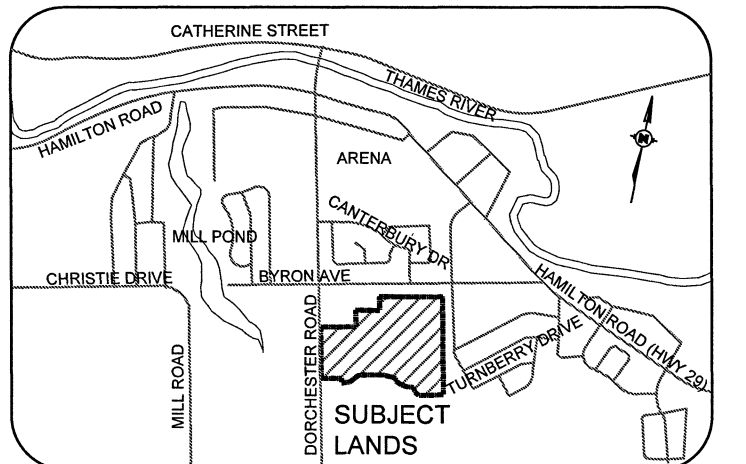 CATHERINE STREET
THAMES RIVER
HAMILTON ROAD
N
ARENA
CANTERBURY DR
MILL POND
CHRISTIE DRIVE
BYRON AVE
HAMILTON ROAD (HWY 29)
DORCHESTER ROAD
TURNBERRY DRIVE
MILL ROAD
SUBJECT
LANDS